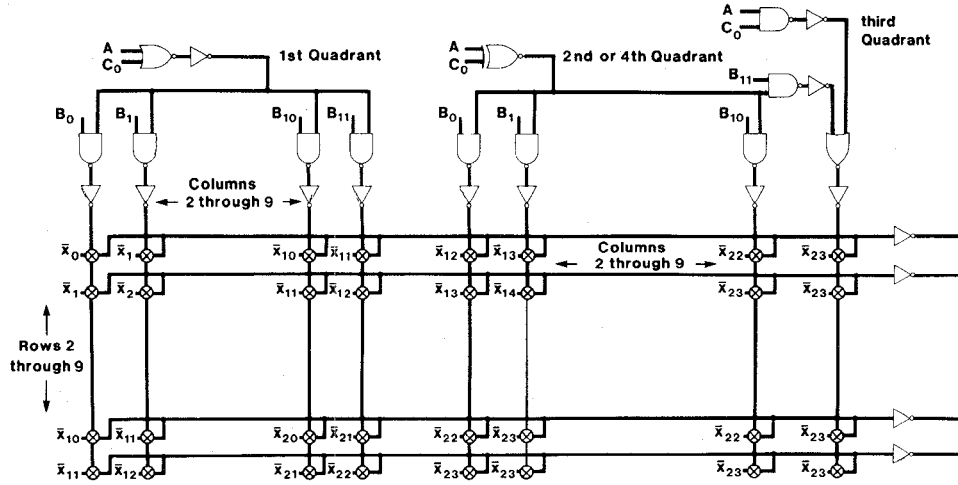 A
C₀
1st Quadrant
A
C₀
2nd or 4th Quadrant
A
C₀
third
Quadrant
B₁₁
B₀
B₁
B₁₀
B₁₁
B₀
B₁
B₁₀
Columns
2 through 9
x̄₀ x̄₁ x̄₁₀ x̄₁₁ x̄₁₂ x̄₁₃ x̄₂₂ x̄₂₃
Columns
2 through 9
x̄₁ x̄₂ x̄₁₁ x̄₁₂ x̄₁₃ x̄₁₄ x̄₂₃ x̄₂₃
Rows 2
through 9
x̄₁₀ x̄₁₁ x̄₂₀ x̄₂₁ x̄₂₂ x̄₂₃ x̄₂₂ x̄₂₃
x̄₁₁ x̄₁₂ x̄₂₁ x̄₂₂ x̄₂₃ x̄₂₃ x̄₂₃ x̄₂₃